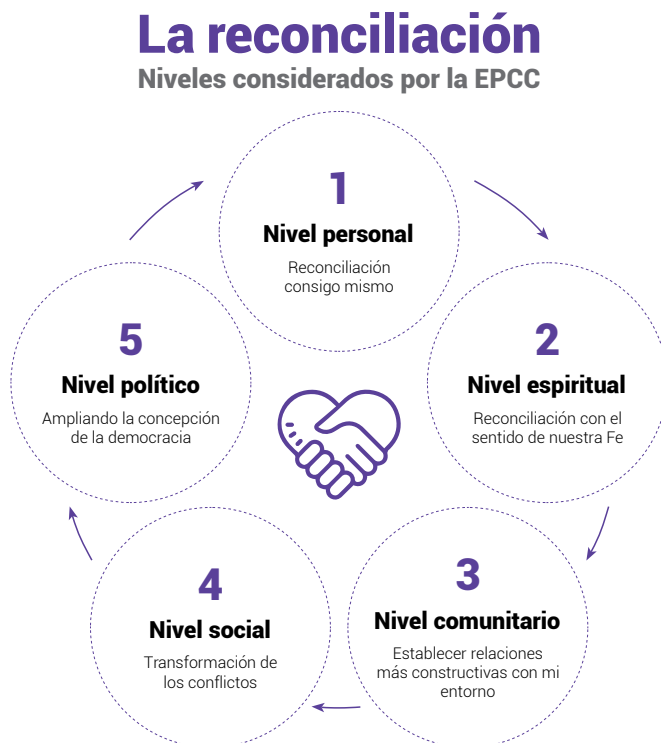 La reconciliación
Niveles considerados por la EPCC
1
Nivel personal
Reconciliación
consigo mismo
2
Nivel espiritual
Reconciliación con el
sentido de nuestra Fe
3
Nivel comunitario
Establecer relaciones
más constructivas con mi
entorno
4
Nivel social
Transformación de
los conflictos
5
Nivel político
Ampliando la concepción
de la democracia